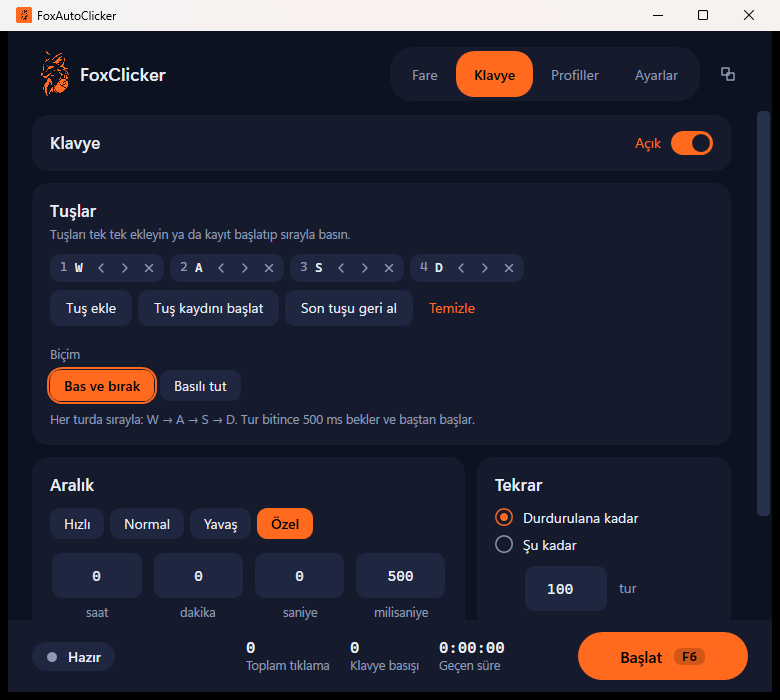 FoxAutoClicker
FoxClicker
Fare Klavye Profiller Ayarlar
Klavye Açık
Tuşlar
Tuşları tek tek ekleyin ya da kayıt başlatıp sırayla basın.
1 W 2 A 3 S 4 D
Tuş ekle Tuş kaydını başlat Son tuşu geri al Temizle
Biçim
Bas ve bırak Basılı tut
Her turda sırayla: W → A → S → D. Tur bitince 500 ms bekler ve baştan başlar.
Aralık
Hızlı Normal Yavaş Özel
0 0 0 500
saat dakika saniye milisaniye
Tekrar
Durdurulana kadar
Şu kadar
100 tur
Hazır
0 0 0:00:00
Toplam tıklama Klavye basışı Geçen süre
Başlat F6